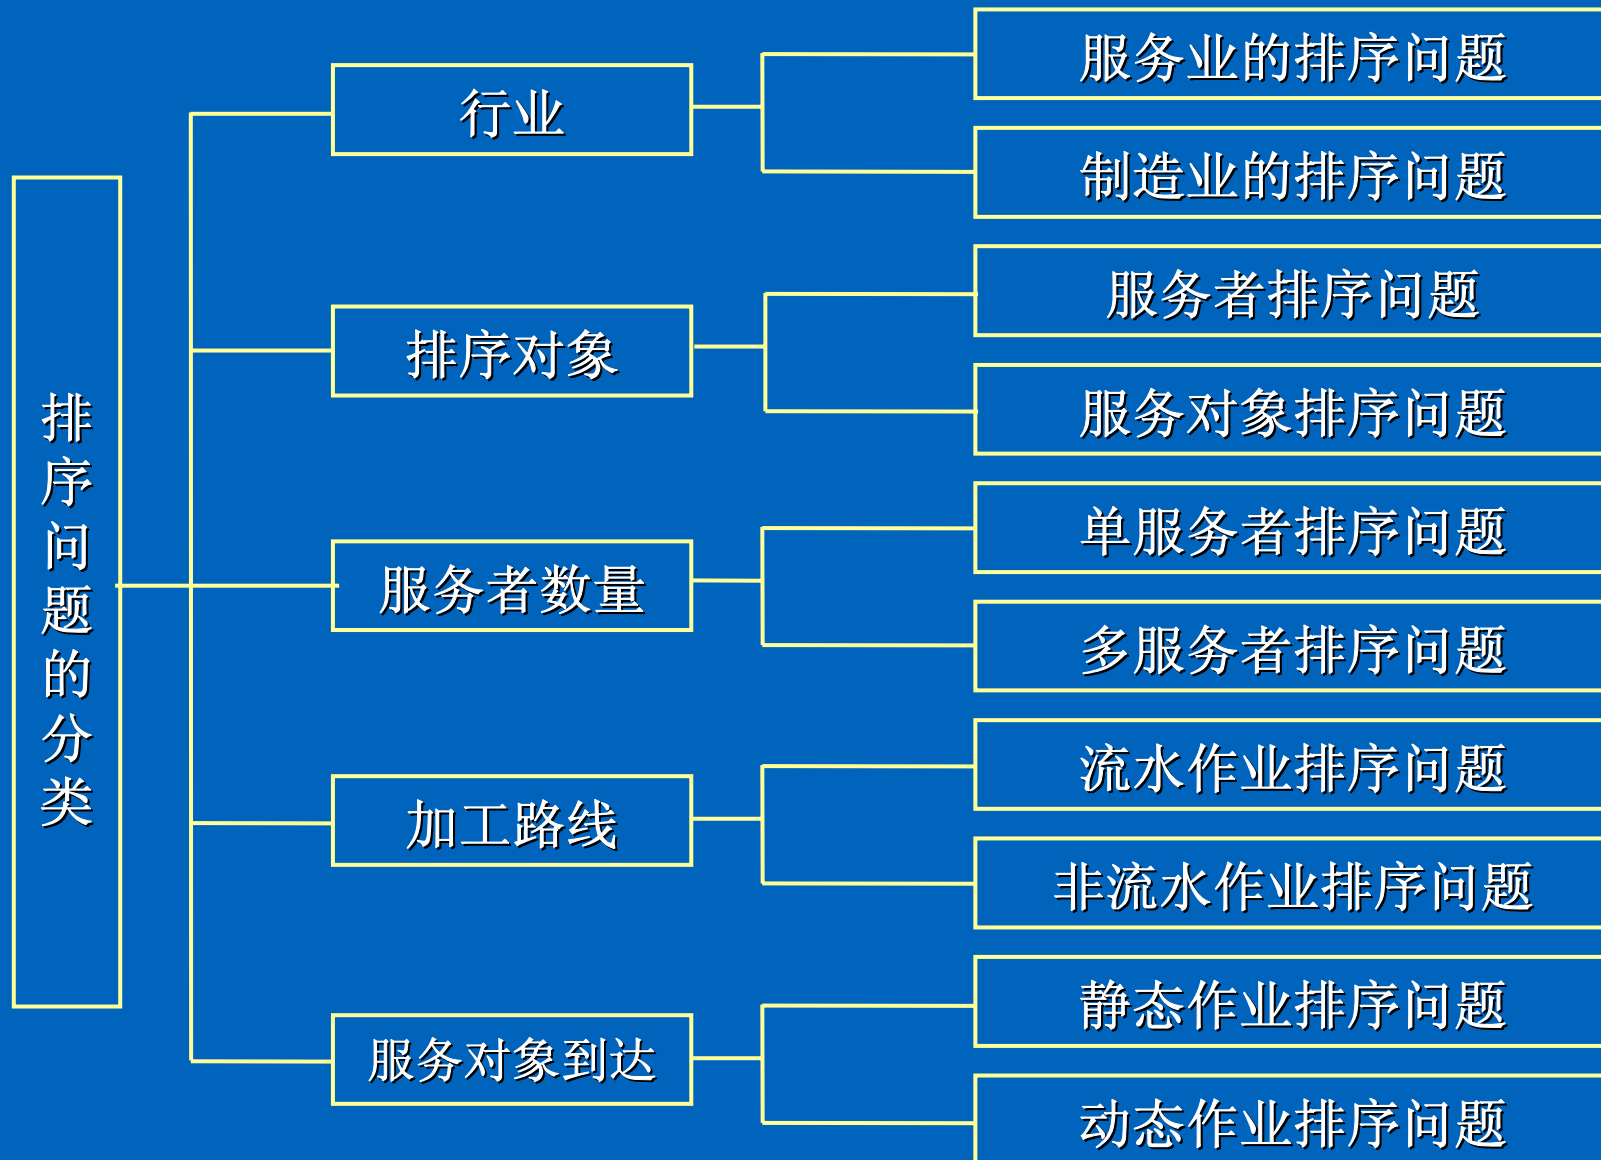 排序问题的分类
行业
服务业的排序问题
制造业的排序问题
排序对象
服务者排序问题
服务对象排序问题
服务者数量
单服务者排序问题
多服务者排序问题
加工路线
流水作业排序问题
非流水作业排序问题
服务对象到达
静态作业排序问题
动态作业排序问题